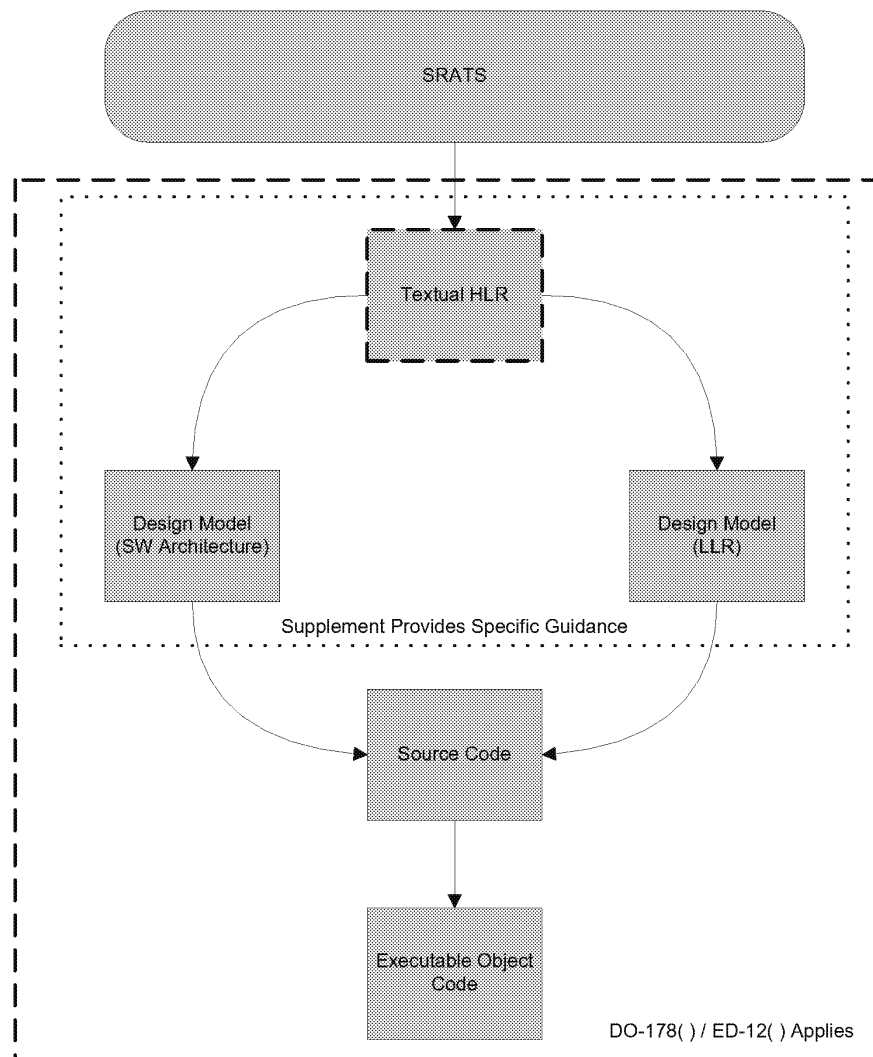 SRATS
Textual HLR
Design Model
(SW Architecture)
Design Model
(LLR)
Supplement Provides Specific Guidance
Source Code
Executable Object
Code
DO-178( ) / ED-12( ) Applies